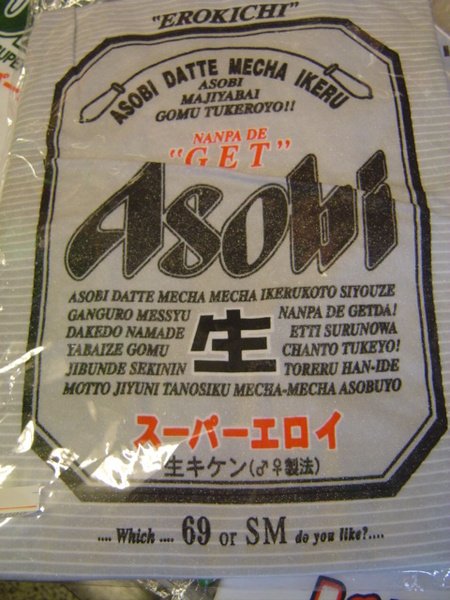 "EROKICHI"
ASOBI DATTE MECHA IKERU
ASOBI
MAJIYABAI
GOMU TUKEROYO!!
NANPA DE
"GET"
Asobi
ASOBI DATTE MECHA MECHA IKERUKOTO SIYOUZE
GANGURO MESSYU
DAKEDO NAMADE
YABAIZE GOMU
JIBUNDE SEKININ
生
NANPA DE GETDA!
ETTI SURUNOWA
CHANTO TUKEYO!
TORERU HAN-IDE
MOTTO JIYUNI TANOSIKU MECHA-MECHA ASOBUYO
スーパーエロイ
生キケン(♂♀製法)
.... Which .... 69 or SM do you like?....